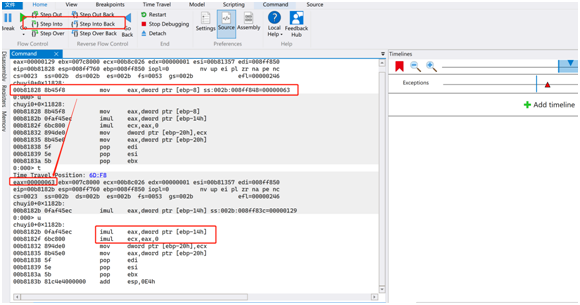 文件
Home
View
Breakpoints
Time Travel
Model
Scripting
Command
Source
Step Out
Step Out Back
Restart
Step Into
Step Into Back
Stop Debugging
Break
Go
Step Over
Step Over Back
Go Back
Detach
Settings
Source
Assembly
Local Help
Feedback Hub
Flow Control
Reverse Flow Control
End
Preferences
Help
Disassembly
Registers
Memory
Command
eax=00000129 ebx=007c8000 ecx=00b8c026 edx=00000001 esi=00b81357 edi=008ff850
eip=00b81828 esp=008ff760 ebp=008ff850 iopl=0 nv up ei pl zr na pe nc
cs=0023 ss=002b ds=002b es=002b fs=0053 gs=002b efl=00000246
chuyi0+0x11828:
00b81828 8b45f8 mov eax,dword ptr [ebp-8] ss:002b:008ff848=00000063
0:000> u
chuyi0+0x11828:
00b81828 8b45f8 mov eax,dword ptr [ebp-8]
00b8182b 0faf45ec imul eax,dword ptr [ebp-14h]
00b8182f 6bc800 imul ecx,eax,0
00b81832 894de0 mov dword ptr [ebp-20h],ecx
00b81835 8b45e0 mov eax,dword ptr [ebp-20h]
00b81838 5f pop edi
00b81839 5e pop esi
00b8183a 5b pop ebx
0:000> t
Time Travel Position: 6D:F8
eax=00000063 ebx=007c8000 ecx=00b8c026 edx=00000001 esi=00b81357 edi=008ff850
eip=00b8182b esp=008ff760 ebp=008ff850 iopl=0 nv up ei pl zr na pe nc
cs=0023 ss=002b ds=002b es=002b fs=0053 gs=002b efl=00000246
chuyi0+0x1182b:
00b8182b 0faf45ec imul eax,dword ptr [ebp-14h] ss:002b:008ff83c=00000129
0:000> u
chuyi0+0x1182b:
00b8182b 0faf45ec imul eax,dword ptr [ebp-14h]
00b8182f 6bc800 imul ecx,eax,0
00b81832 894de0 mov dword ptr [ebp-20h],ecx
00b81835 8b45e0 mov eax,dword ptr [ebp-20h]
00b81838 5f pop edi
00b81839 5e pop esi
00b8183a 5b pop ebx
00b8183b 81c4e4000000 add esp,0E4h
Timelines
Exceptions
Add timeline